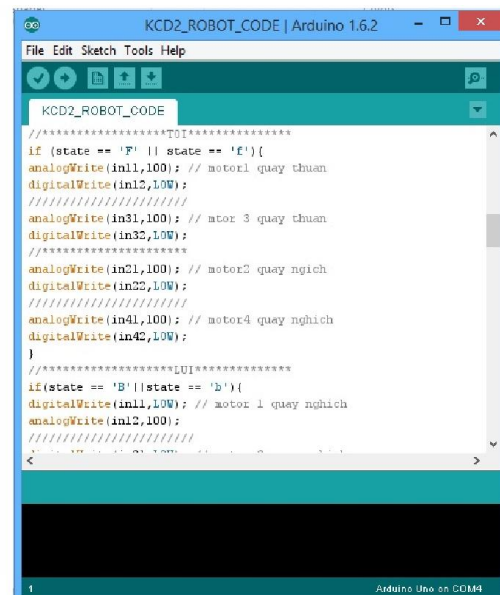 KCD2_ROBOT_CODE | Arduino 1.6.2
File Edit Sketch Tools Help
KCD2_ROBOT_CODE
//******************TOI***************
if (state == 'F' || state == 'f'){
analogWrite(in11,100); // motor1 quay thuan
digitalWrite(in12,LOW);
///////////////////////
analogWrite(in31,100); // mtor 3 quay thuan
digitalWrite(in32,LOW);
//*********************
analogWrite(in21,100); // motor2 quay ngich
digitalWrite(in22,LOW);
///////////////////////
analogWrite(in41,100); // motor4 quay nghich
digitalWrite(in42,LOW);
}
//*******************LUI**************
if(state == 'B'||state == 'b'){
digitalWrite(in11,LOW); // motor 1 quay nghich
analogWrite(in12,100);
////////////////////////
1
Arduino Uno on COM4